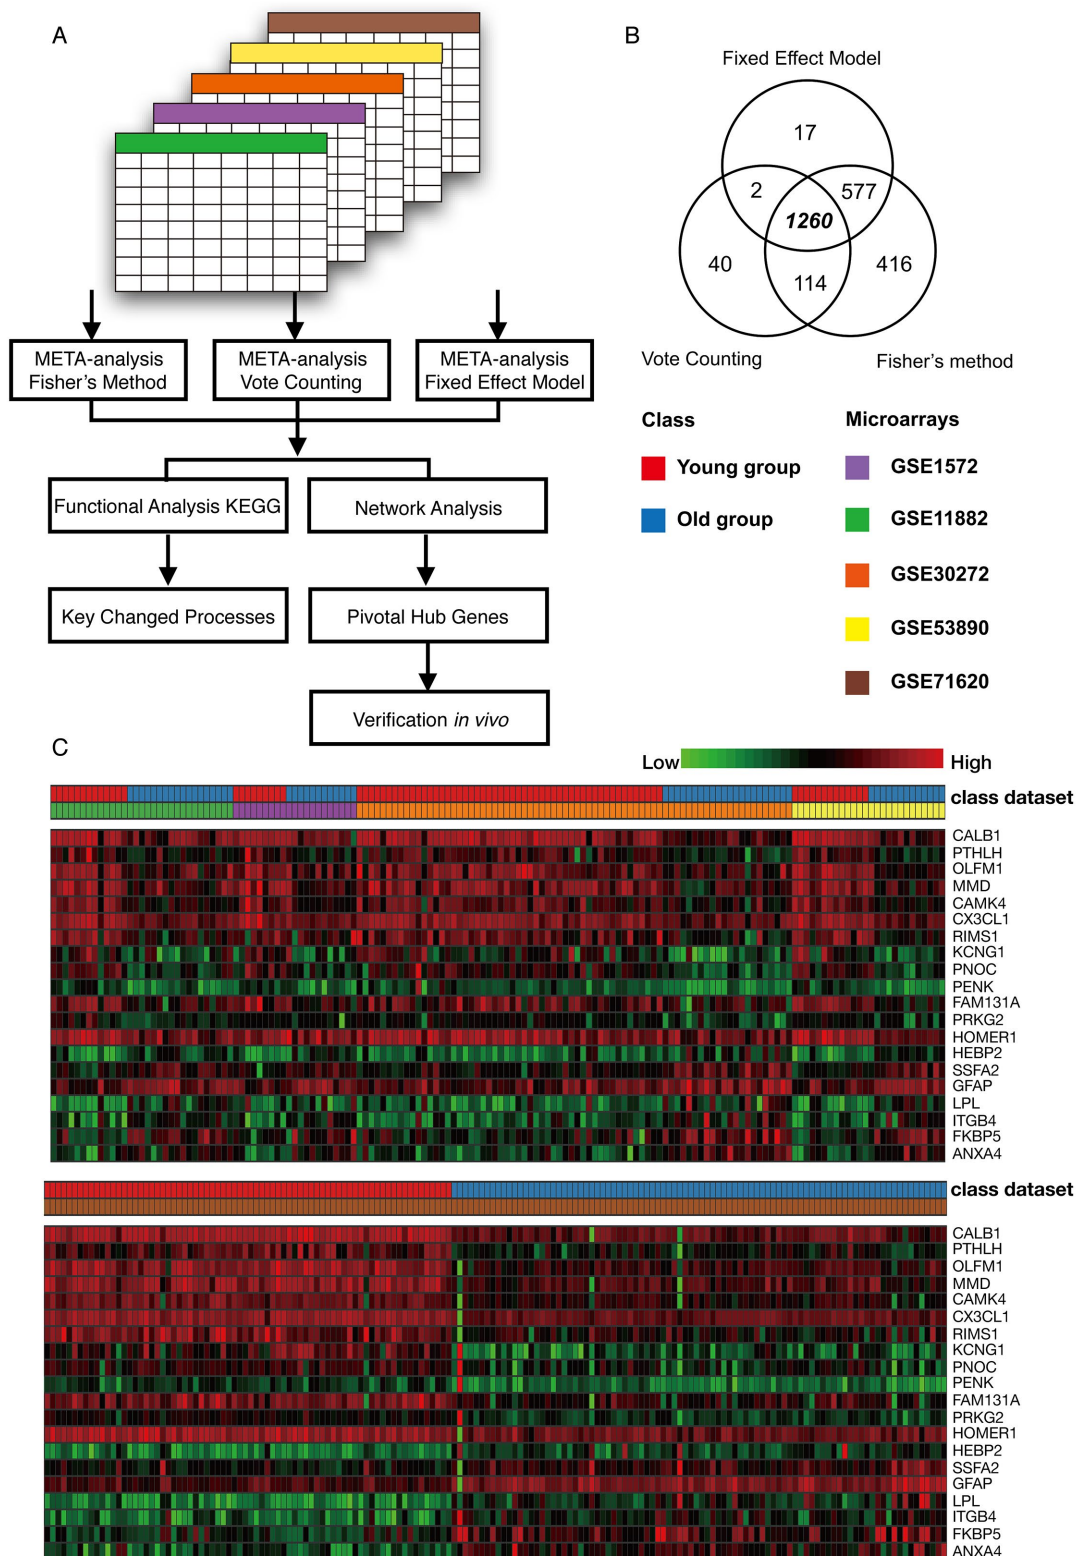 A
META-analysis
Fisher's Method
META-analysis
Vote Counting
META-analysis
Fixed Effect Model
Functional Analysis KEGG
Network Analysis
Key Changed Processes
Pivotal Hub Genes
Verification in vivo
B
Fixed Effect Model
17
2
577
1260
40
416
114
Vote Counting
Fisher's method
Class
Young group
Old group
Microarrays
GSE1572
GSE11882
GSE30272
GSE53890
GSE71620
C
Low
High
class dataset
CALB1
PTHLH
OLFM1
MMD
CAMK4
CX3CL1
RIMS1
KCNG1
PNOC
PENK
FAM131A
PRKG2
HOMER1
HEBP2
SSFA2
GFAP
LPL
ITGB4
FKBP5
ANXA4
class dataset
CALB1
PTHLH
OLFM1
MMD
CAMK4
CX3CL1
RIMS1
KCNG1
PNOC
PENK
FAM131A
PRKG2
HOMER1
HEBP2
SSFA2
GFAP
LPL
ITGB4
FKBP5
ANXA4